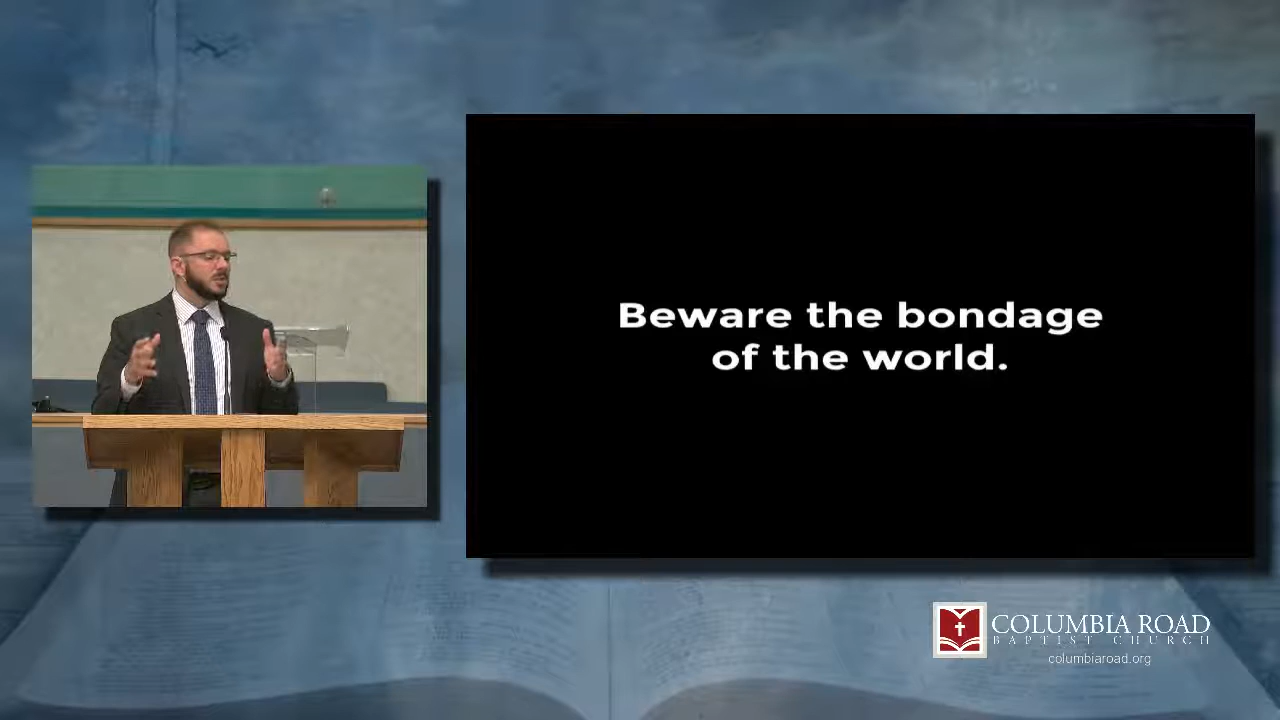 Beware the bondage
of the world.
COLUMBIA ROAD
BAPTIST CHURCH
columbiaroad.org